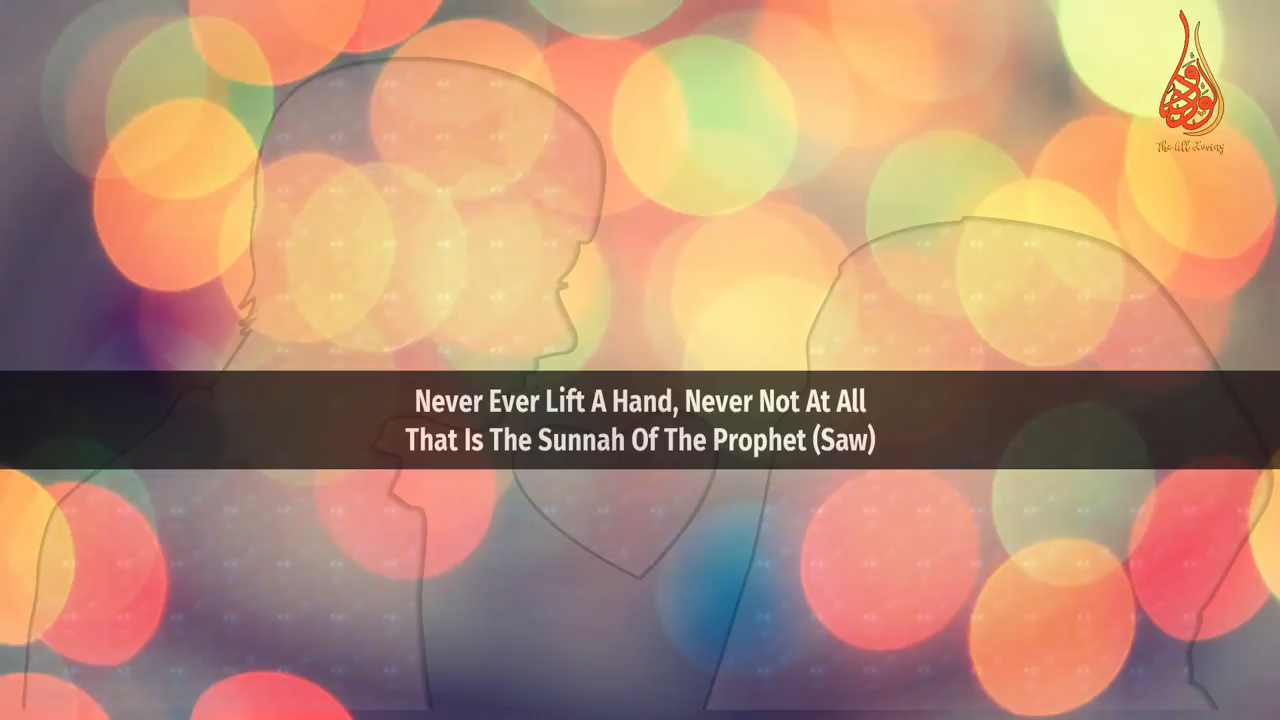 الودود
The All Loving
Never Ever Lift A Hand, Never Not At All
That Is The Sunnah Of The Prophet (Saw)